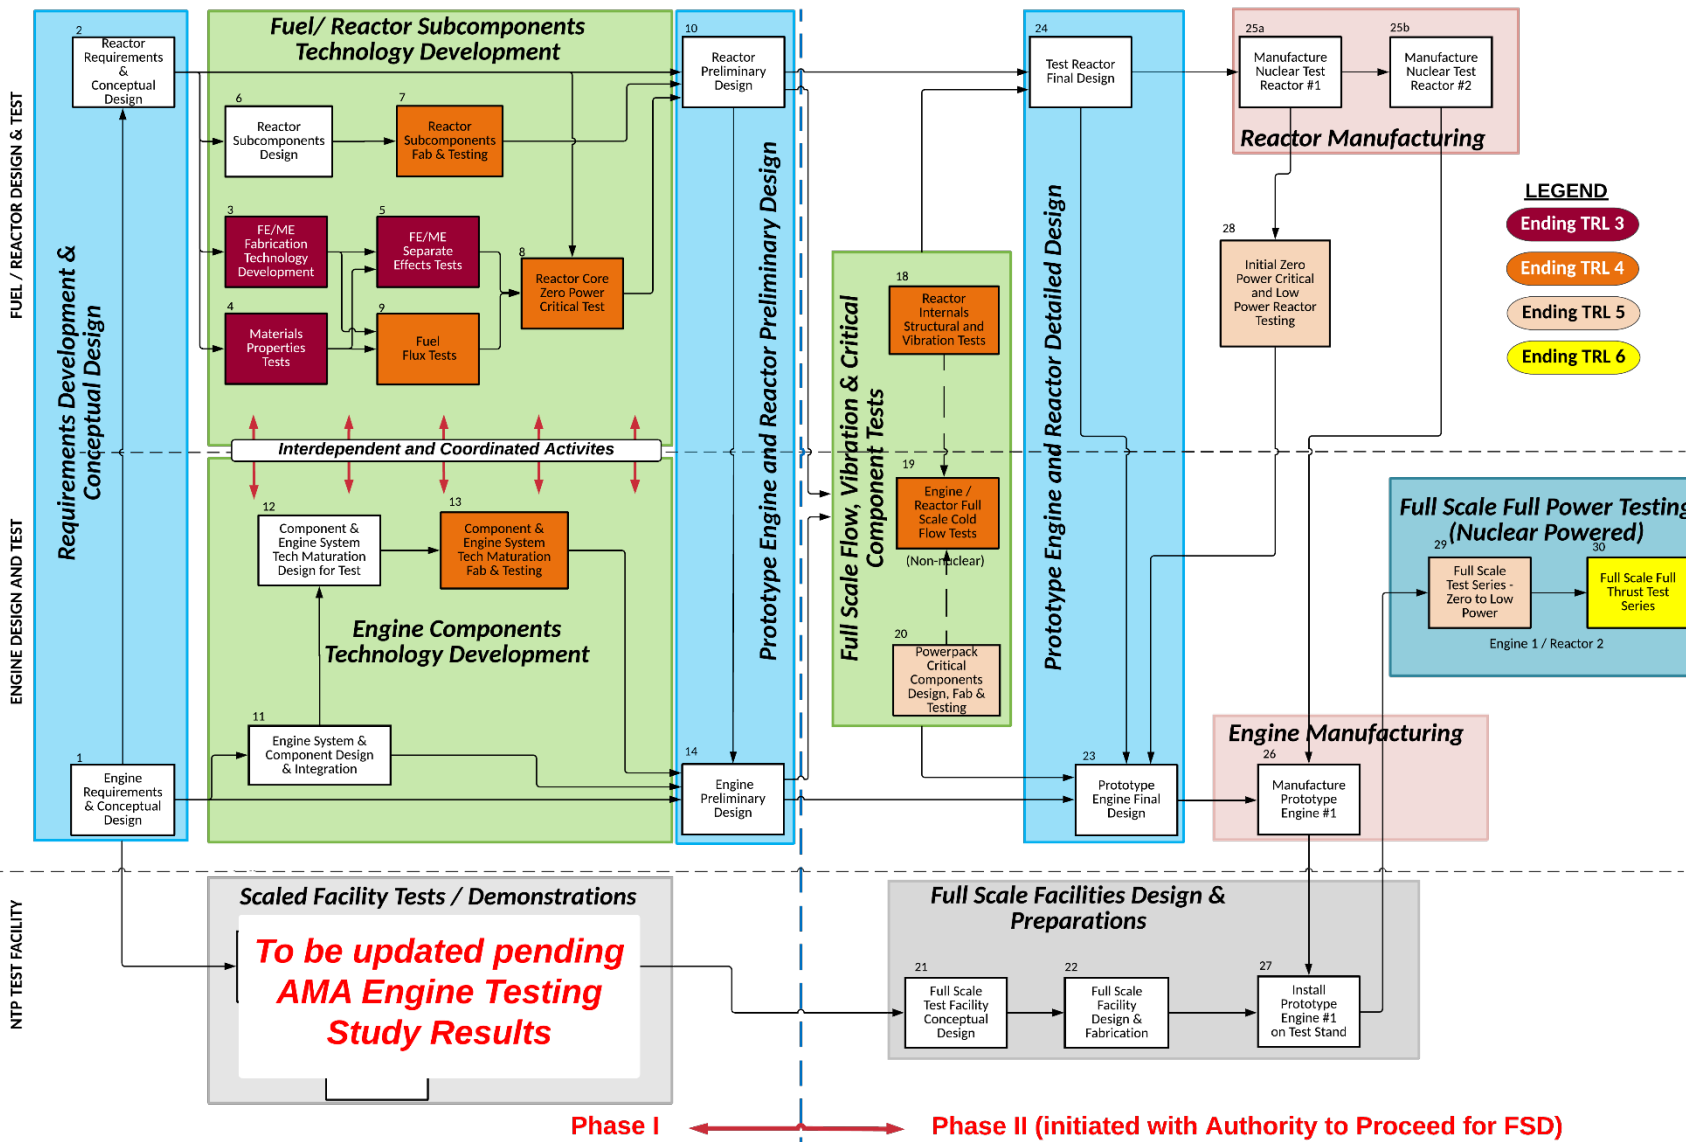 FUEL / REACTOR DESIGN & TEST
ENGINE DESIGN AND TEST
NTP TEST FACILITY
Requirements Development &
Conceptual Design
2
Reactor
Requirements
&
Conceptual
Design
1
Engine
Requirements
& Conceptual
Design
Fuel/ Reactor Subcomponents
Technology Development
6
Reactor
Subcomponents
Design
7
Reactor
Subcomponents
Fab & Testing
3
FE/ME
Fabrication
Technology
Development
5
FE/ME
Separate
Effects Tests
4
Materials
Properties
Tests
9
Fuel
Flux Tests
8
Reactor Core
Zero Power
Critical Test
Interdependent and Coordinated Activites
12
Component &
Engine System
Tech Maturation
Design for Test
13
Component &
Engine System
Tech Maturation
Fab & Testing
Engine Components
Technology Development
11
Engine System &
Component Design
& Integration
10
Reactor
Preliminary
Design
Prototype Engine and Reactor Preliminary Design
14
Engine
Preliminary
Design
Full Scale Flow, Vibration & Critical
Component Tests
18
Reactor
Internals
Structural and
Vibration Tests
19
Engine /
Reactor Full
Scale Cold
Flow Tests
(Non-nuclear)
20
Powerpack
Critical
Components
Design, Fab &
Testing
24
Test Reactor
Final Design
Prototype Engine and Reactor Detailed Design
23
Prototype
Engine Final
Design
25a
Manufacture
Nuclear Test
Reactor #1
25b
Manufacture
Nuclear Test
Reactor #2
Reactor Manufacturing
28
Initial Zero
Power Critical
and Low
Power Reactor
Testing
LEGEND
Ending TRL 3
Ending TRL 4
Ending TRL 5
Ending TRL 6
Full Scale Full Power Testing
(Nuclear Powered)
29
Full Scale
Test Series -
Zero to Low
Power
30
Full Scale Full
Thrust Test
Series
Engine 1 / Reactor 2
Engine Manufacturing
26
Manufacture
Prototype
Engine #1
Scaled Facility Tests / Demonstrations
To be updated pending
AMA Engine Testing
Study Results
Full Scale Facilities Design &
Preparations
21
Full Scale
Test Facility
Conceptual
Design
22
Full Scale
Facility
Design &
Fabrication
27
Install
Prototype
Engine #1
on Test Stand
Phase I
Phase II (initiated with Authority to Proceed for FSD)